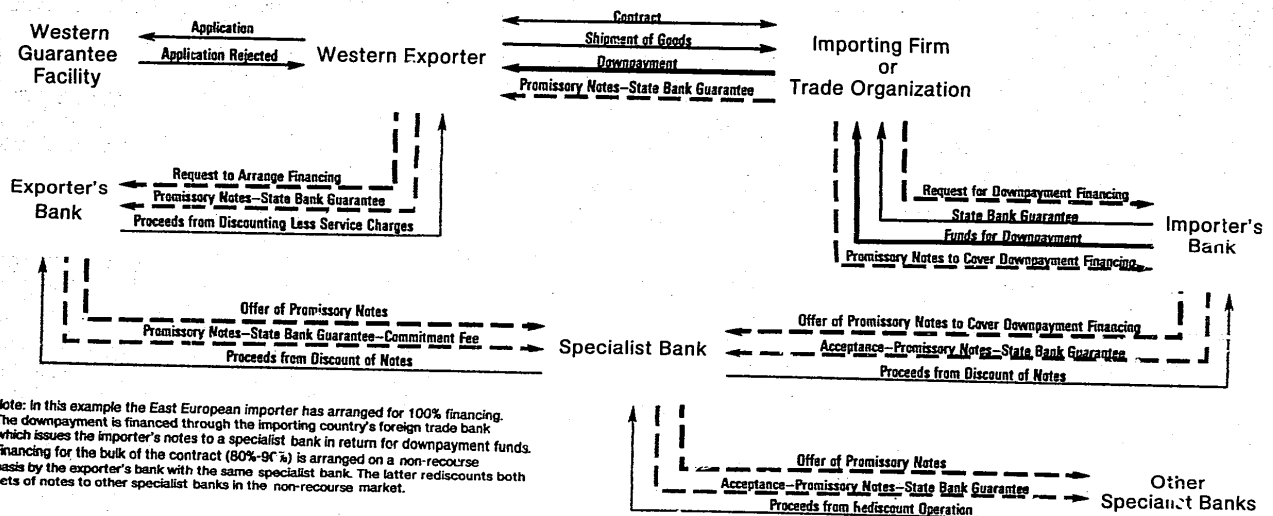 Western
Guarantee
Facility
Application
Application Rejected
Western Exporter
Contract
Shipment of Goods
Downpayment
Promissory Notes–State Bank Guarantee
Importing Firm
or
Trade Organization
Exporter's
Bank
Request to Arrange Financing
Promissory Notes–State Bank Guarantee
Proceeds from Discounting Less Service Charges
Request for Downpayment Financing
State Bank Guarantee
Funds for Downpayment
Promissory Notes to Cover Downpayment Financing
Importer's
Bank
Offer of Promissory Notes
Promissory Notes–State Bank Guarantee–Commitment Fee
Proceeds from Discount of Notes
Specialist Bank
Offer of Promissory Notes to Cover Downpayment Financing
Acceptance–Promissory Notes–State Bank Guarantee
Proceeds from Discount of Notes
Note: In this example the East European importer has arranged for 100% financing.
The downpayment is financed through the importing country's foreign trade bank
which issues the importer's notes to a specialist bank in return for downpayment funds.
Financing for the bulk of the contract (80%-90%) is arranged on a non-recourse
basis by the exporter's bank with the same specialist bank. The latter rediscounts both
sets of notes to other specialist banks in the non-recourse market.
Offer of Promissory Notes
Acceptance–Promissory Notes–State Bank Guarantee
Proceeds from Rediscount Operation
Other
Specialist Banks